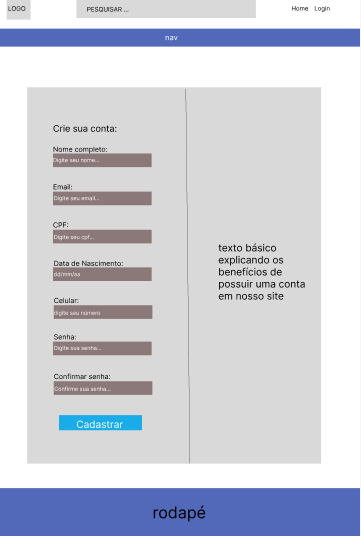 LOGO
PESQUISAR ...
Home Login
nav
Crie sua conta:
Nome completo:
Digite seu nome...
Email:
Digite seu email...
CPF:
Digite seu cpf...
Data de Nascimento:
dd/mm/aa
Celular:
digite seu número
Senha:
Digite sua senha...
Confirmar senha:
Confirme sua senha...
Cadastrar
texto básico
explicando os
benefícios de
possuir uma conta
em nosso site
rodapé